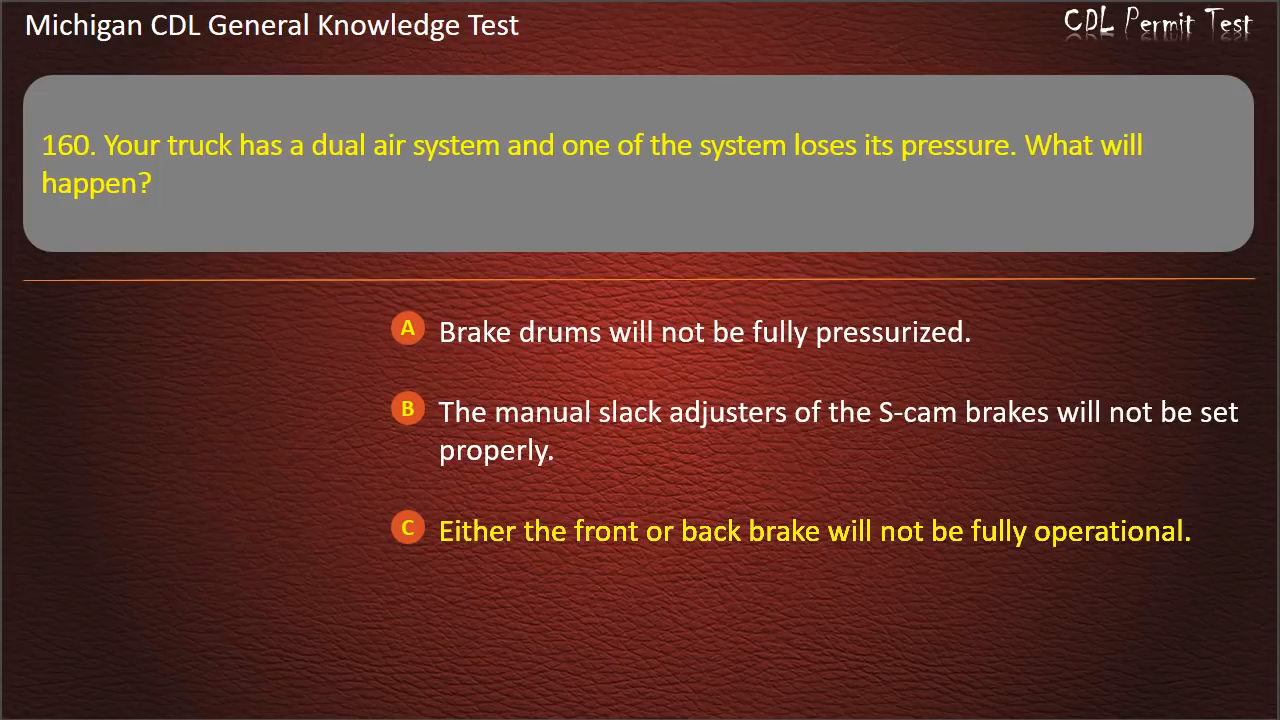 Michigan CDL General Knowledge Test
CDL Permit Test
160. Your truck has a dual air system and one of the system loses its pressure. What will
happen?
A Brake drums will not be fully pressurized.
B The manual slack adjusters of the S-cam brakes will not be set
properly.
C Either the front or back brake will not be fully operational.